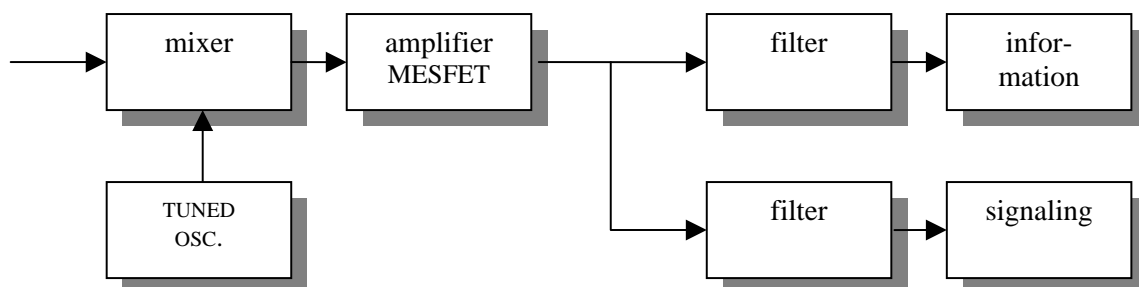 mixer
amplifier
MESFET
filter
infor-
mation
TUNED
OSC.
filter
signaling